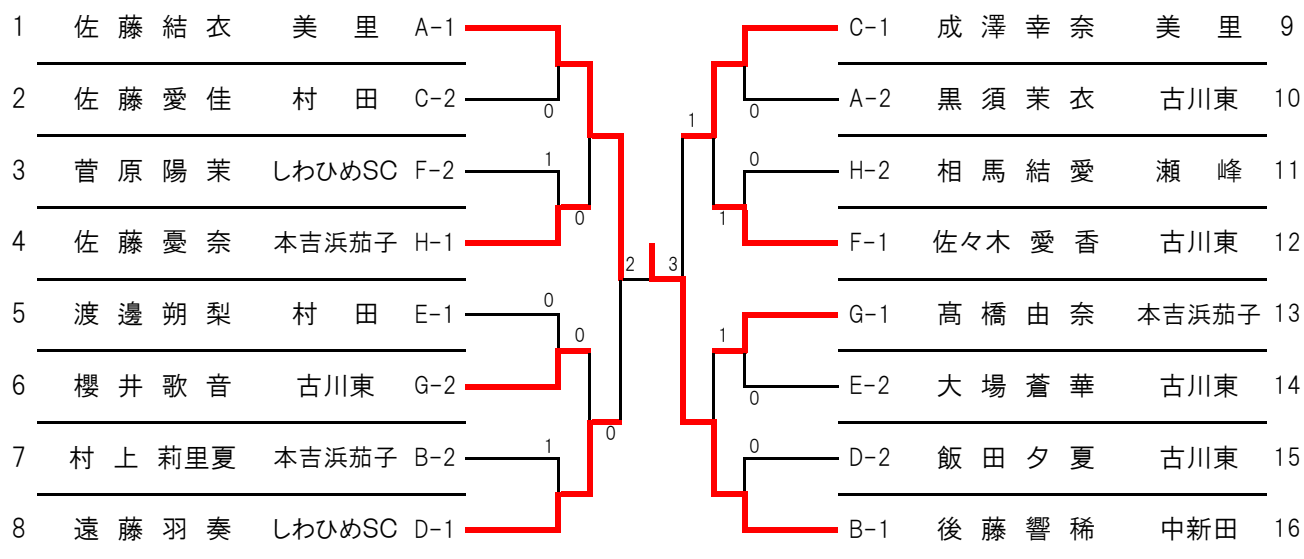 1 佐藤結衣 美里 A-1 C-1 成澤幸奈 美里 9
2 佐藤愛佳 村田 C-2 0 0 A-2 黒須茉衣 古川東 10
1
3 菅原陽茉 しわひめSC F-2 1 0 H-2 相馬結愛 瀬峰 11
0 1
4 佐藤憂奈 本吉浜茄子 H-1 F-1 佐々木愛香 古川東 12
2 3
5 渡邊朔梨 村田 E-1 0 G-1 髙橋由奈 本吉浜茄子 13
0 1
6 櫻井歌音 古川東 G-2 0 E-2 大場蒼華 古川東 14
0
7 村上莉里夏 本吉浜茄子 B-2 1 0 D-2 飯田夕夏 古川東 15
8 遠藤羽奏 しわひめSC D-1 B-1 後藤響稀 中新田 16